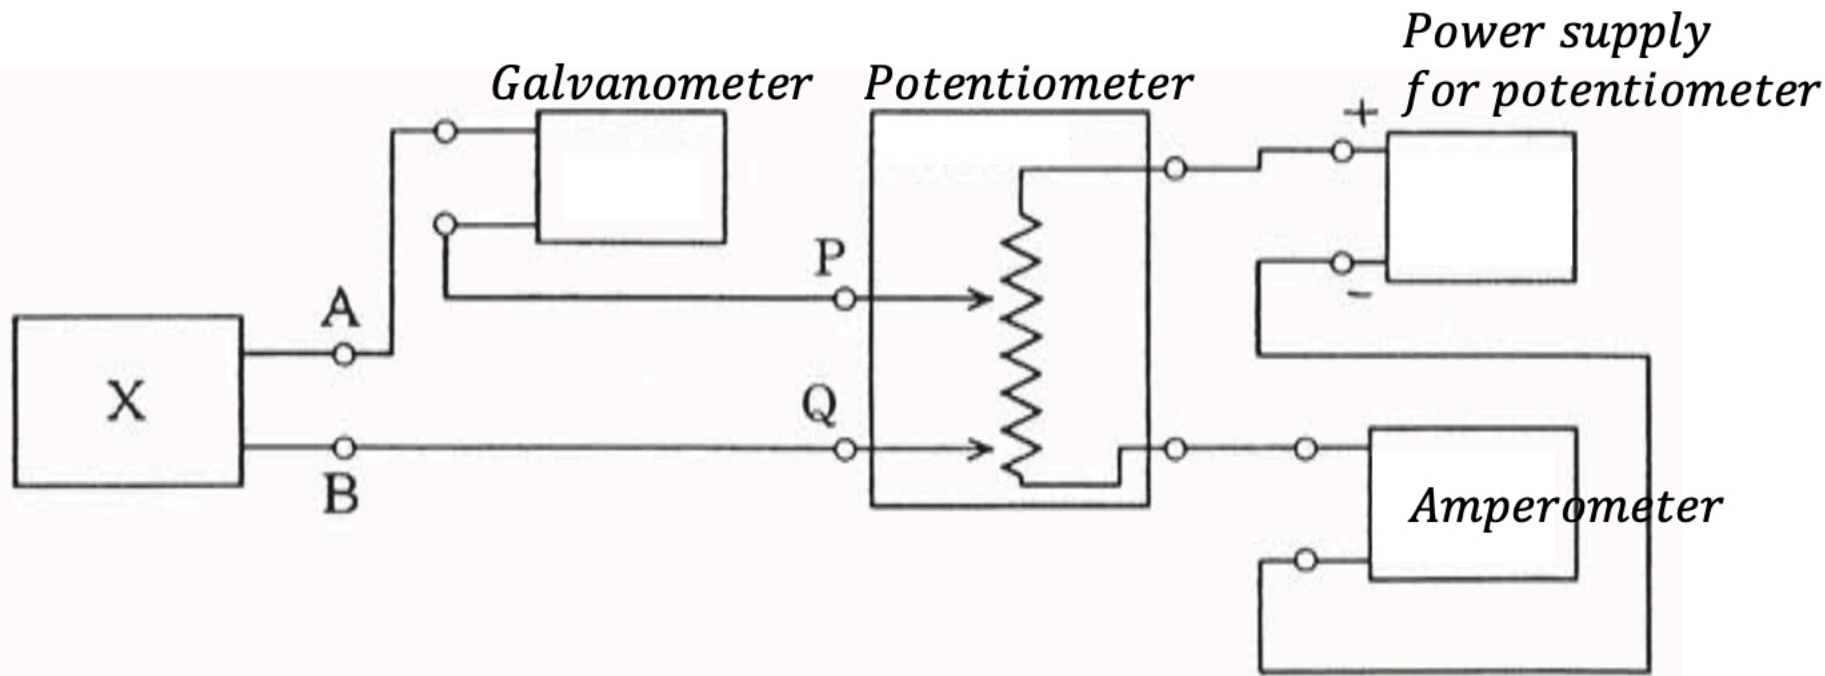 Power supply
for potentiometer
Galvanometer
Potentiometer
+
P
−
A
X
Q
B
Amperometer